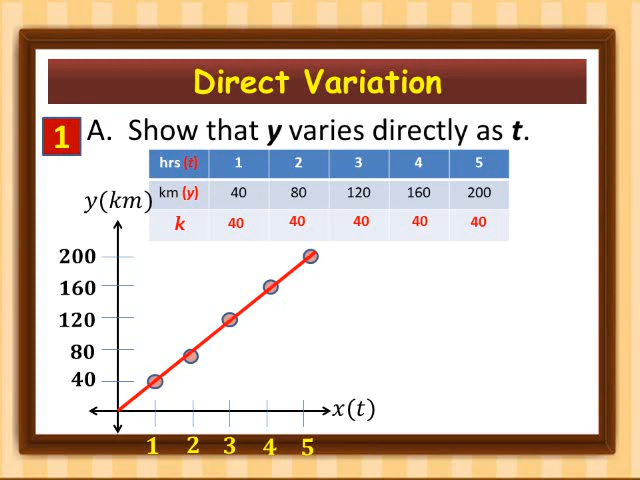 Direct Variation
1
A. Show that y varies directly as t.
hrs (t) 1 2 3 4 5
km (y) 40 80 120 160 200
k 40 40 40 40 40
y(km)
200
160
120
80
40
x(t)
1 2 3 4 5